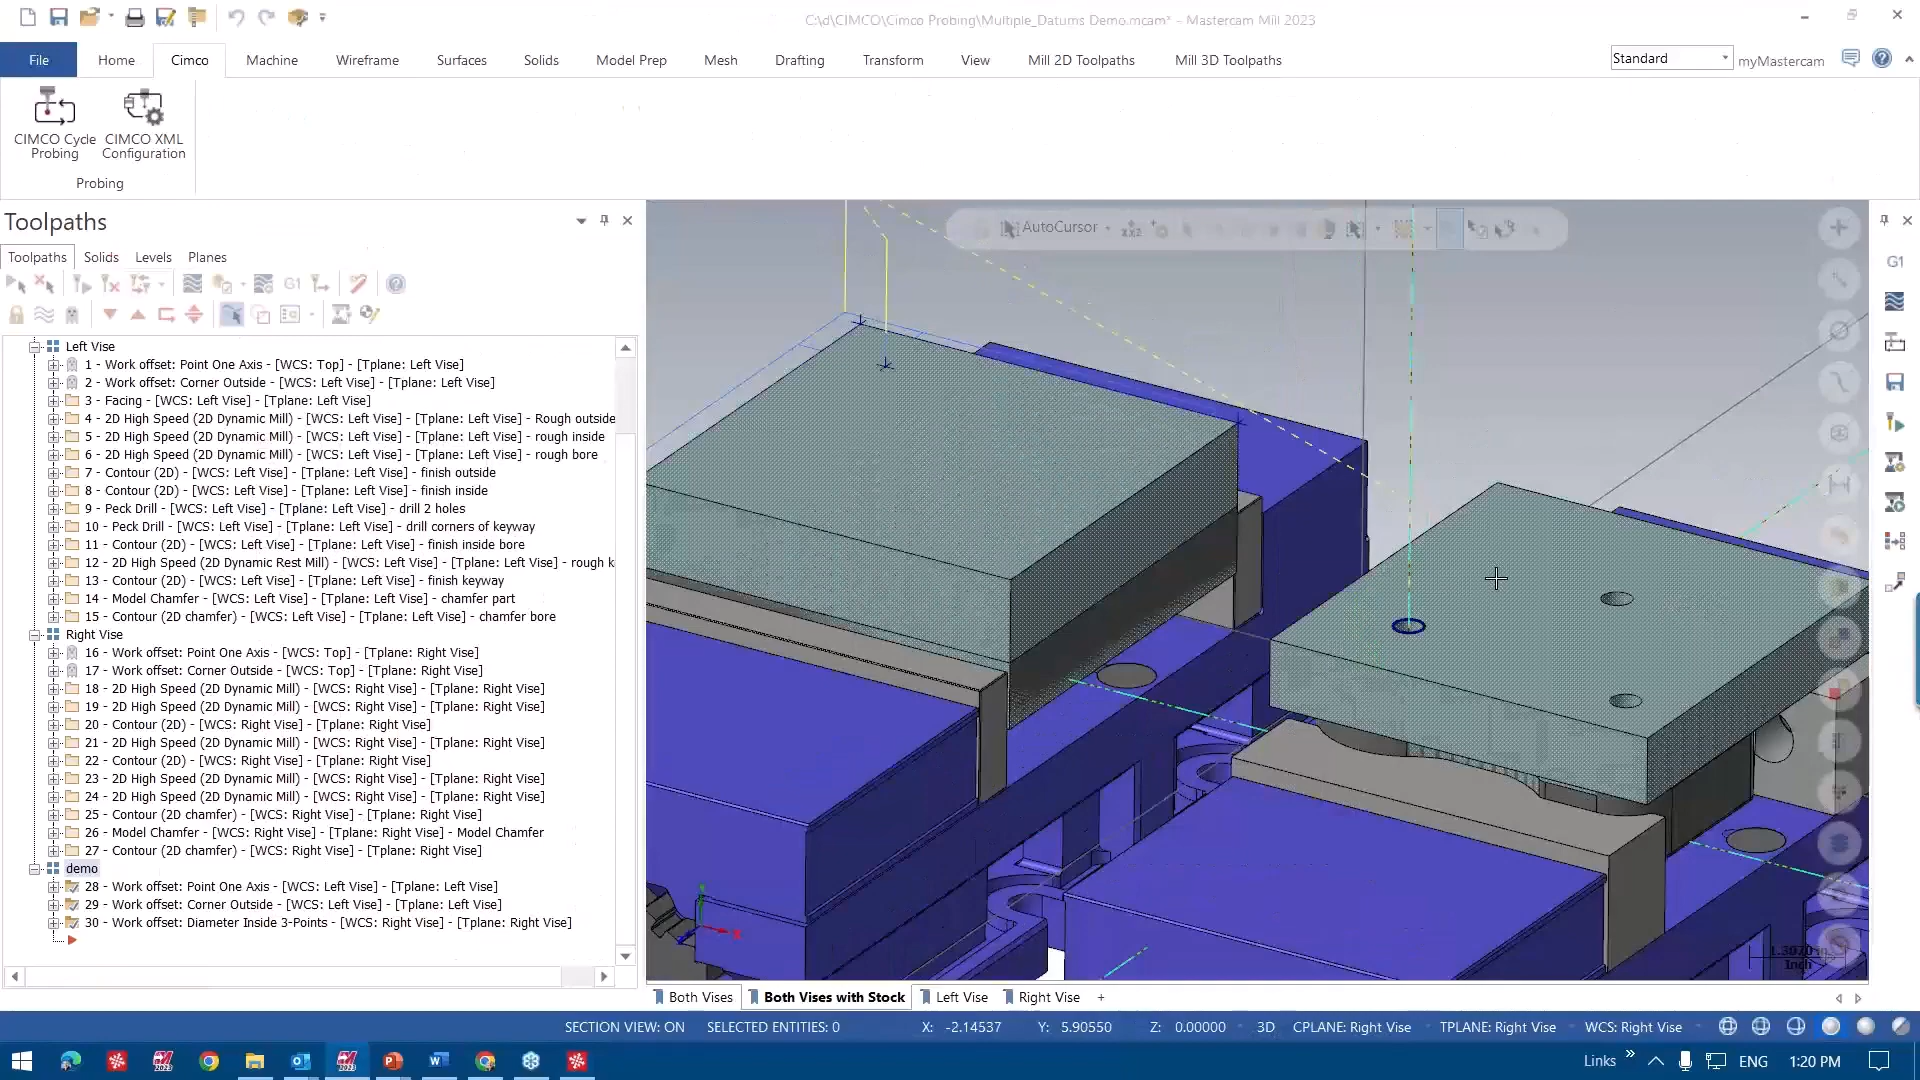 C:\d\CIMCO\Cimco Probing\Multiple_Datums Demo.mcam* - Mastercam Mill 2023
File Home Cimco Machine Wireframe Surfaces Solids Model Prep Mesh Drafting Transform View Mill 2D Toolpaths Mill 3D Toolpaths Standard myMastercam
CIMCO Cycle Probing
CIMCO XML Configuration
Probing
Toolpaths
AutoCursor
Toolpaths Solids Levels Planes
G1
G1
Left Vise
1 - Work offset: Point One Axis - [WCS: Top] - [Tplane: Left Vise]
2 - Work offset: Corner Outside - [WCS: Left Vise] - [Tplane: Left Vise]
3 - Facing - [WCS: Left Vise] - [Tplane: Left Vise]
4 - 2D High Speed (2D Dynamic Mill) - [WCS: Left Vise] - [Tplane: Left Vise] - Rough outside
5 - 2D High Speed (2D Dynamic Mill) - [WCS: Left Vise] - [Tplane: Left Vise] - rough inside
6 - 2D High Speed (2D Dynamic Mill) - [WCS: Left Vise] - [Tplane: Left Vise] - rough bore
7 - Contour (2D) - [WCS: Left Vise] - [Tplane: Left Vise] - finish outside
8 - Contour (2D) - [WCS: Left Vise] - [Tplane: Left Vise] - finish inside
9 - Peck Drill - [WCS: Left Vise] - [Tplane: Left Vise] - drill 2 holes
10 - Peck Drill - [WCS: Left Vise] - [Tplane: Left Vise] - drill corners of keyway
11 - Contour (2D) - [WCS: Left Vise] - [Tplane: Left Vise] - finish inside bore
12 - 2D High Speed (2D Dynamic Rest Mill) - [WCS: Left Vise] - [Tplane: Left Vise] - rough k
13 - Contour (2D) - [WCS: Left Vise] - [Tplane: Left Vise] - finish keyway
14 - Model Chamfer - [WCS: Left Vise] - [Tplane: Left Vise] - chamfer part
15 - Contour (2D chamfer) - [WCS: Left Vise] - [Tplane: Left Vise] - chamfer bore
Right Vise
16 - Work offset: Point One Axis - [WCS: Top] - [Tplane: Right Vise]
17 - Work offset: Corner Outside - [WCS: Top] - [Tplane: Right Vise]
18 - 2D High Speed (2D Dynamic Mill) - [WCS: Right Vise] - [Tplane: Right Vise]
19 - 2D High Speed (2D Dynamic Mill) - [WCS: Right Vise] - [Tplane: Right Vise]
20 - Contour (2D) - [WCS: Right Vise] - [Tplane: Right Vise]
21 - 2D High Speed (2D Dynamic Mill) - [WCS: Right Vise] - [Tplane: Right Vise]
22 - Contour (2D) - [WCS: Right Vise] - [Tplane: Right Vise]
23 - 2D High Speed (2D Dynamic Mill) - [WCS: Right Vise] - [Tplane: Right Vise]
24 - 2D High Speed (2D Dynamic Mill) - [WCS: Right Vise] - [Tplane: Right Vise]
25 - Contour (2D chamfer) - [WCS: Right Vise] - [Tplane: Right Vise]
26 - Model Chamfer - [WCS: Right Vise] - [Tplane: Right Vise] - Model Chamfer
27 - Contour (2D chamfer) - [WCS: Right Vise] - [Tplane: Right Vise]
demo
28 - Work offset: Point One Axis - [WCS: Left Vise] - [Tplane: Left Vise]
29 - Work offset: Corner Outside - [WCS: Left Vise] - [Tplane: Left Vise]
30 - Work offset: Diameter Inside 3-Points - [WCS: Right Vise] - [Tplane: Right Vise]
Inch
Both Vises Both Vises with Stock Left Vise Right Vise +
SECTION VIEW: ON SELECTED ENTITIES: 0 X: -2.14537 Y: 5.90550 Z: 0.00000 3D CPLANE: Right Vise TPLANE: Right Vise WCS: Right Vise
Links ENG 1:20 PM